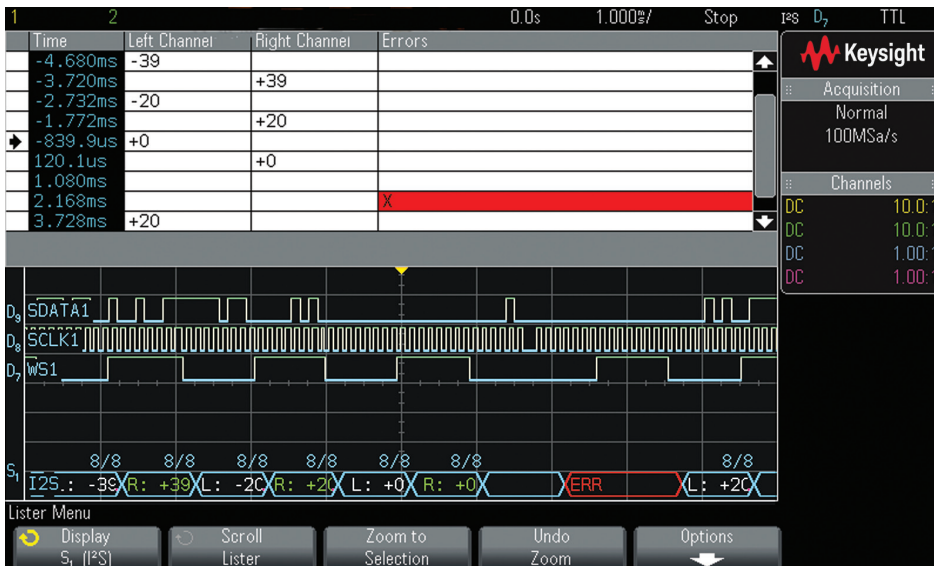 1 2 0.0s 1.000s/ Stop I²S D7 TTL
Time Left Channel Right Channel Errors
-4.680ms -39
-3.720ms +39
-2.732ms -20
-1.772ms +20
-839.9us +0
120.1us +0
1.080ms
2.168ms X
3.728ms +20
Keysight
Acquisition
Normal
100MSa/s
Channels
DC 10.0:1
DC 10.0:1
DC 1.00:
DC 1.00:
D9 SDATA1
D8 SCLK1
D7 WS1
8/8 8/8 8/8 8/8 8/8 8/8 8/8
S1 I2S.: -39 R: +39 L: -20 R: +20 L: +0 R: +0 ERR L: +20
Lister Menu
Display Scroll Zoom to Undo Options
S1 (I²S) Lister Selection Zoom